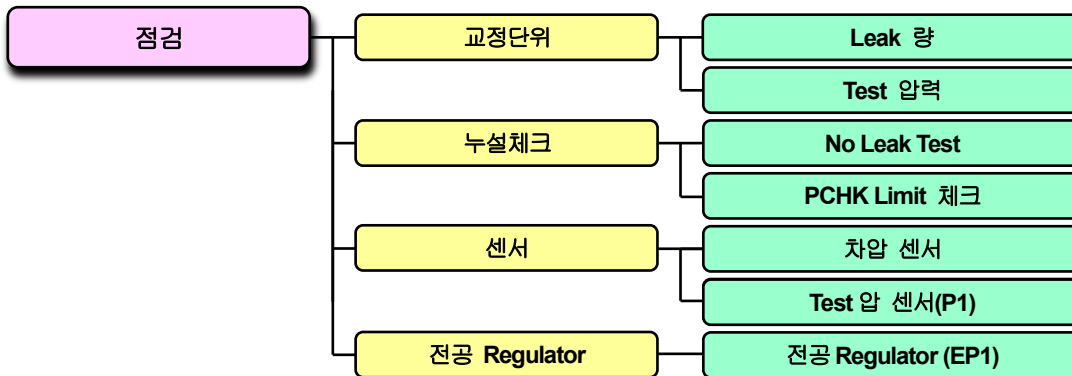 점검
교정단위
Leak 량
Test 압력
누설체크
No Leak Test
PCHK Limit 체크
센서
차압 센서
Test 압 센서(P1)
전공 Regulator
전공 Regulator (EP1)